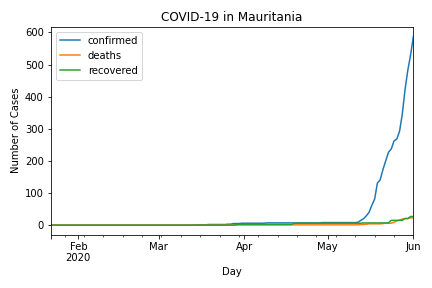 COVID-19 in Mauritania
confirmed
deaths
recovered
Number of Cases
600
500
400
300
200
100
0
Feb
2020
Mar
Apr
May
Jun
Day